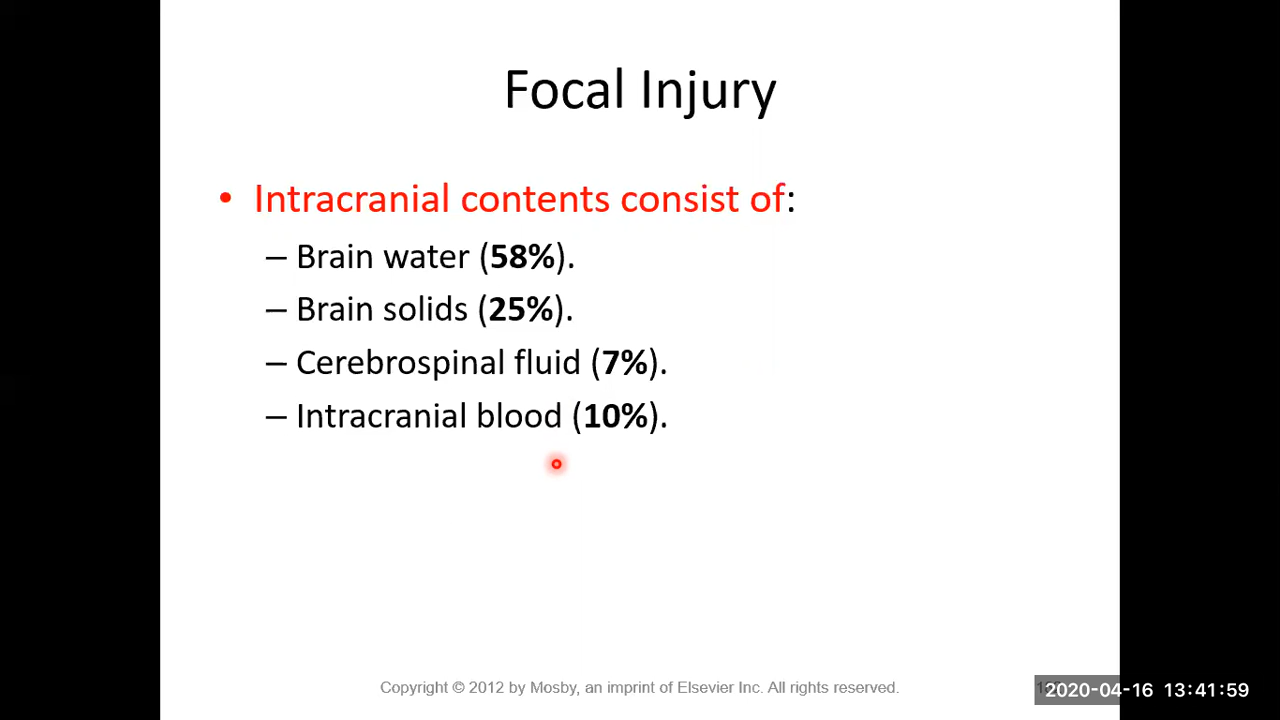 Focal Injury
• Intracranial contents consist of:
– Brain water (58%).
– Brain solids (25%).
– Cerebrospinal fluid (7%).
– Intracranial blood (10%).
Copyright © 2012 by Mosby, an imprint of Elsevier Inc. All rights reserved.
2020-04-16 13:41:59